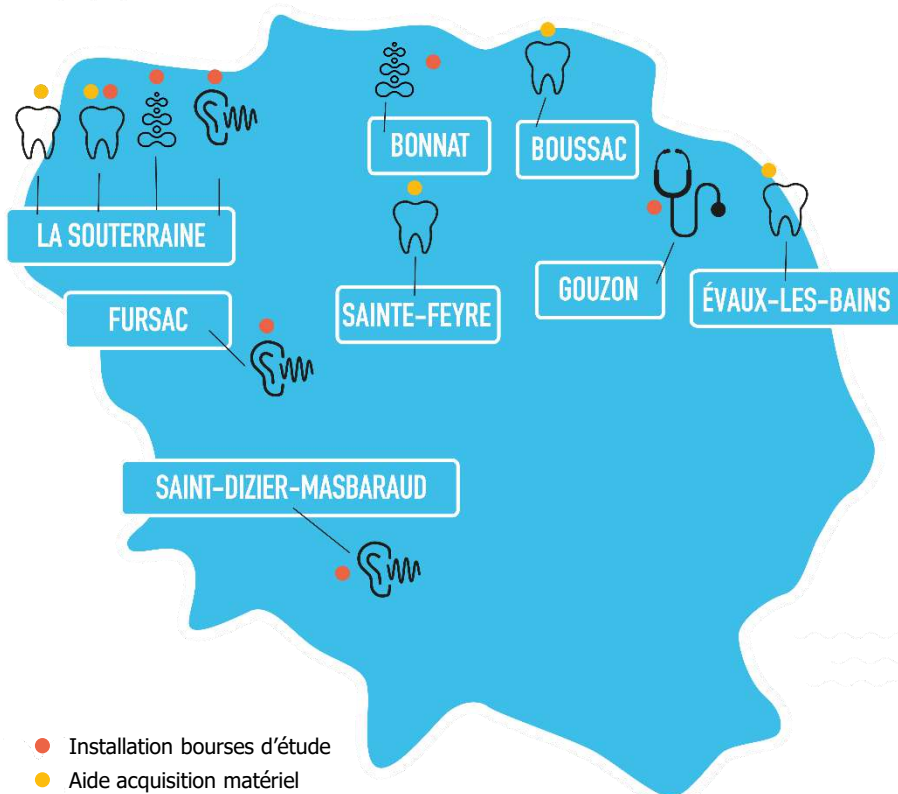 BONNAT
BOUSSAC
LA SOUTERRAINE
FURSAC
SAINTE-FEYRE
GOUZON
ÉVAUX-LES-BAINS
SAINT-DIZIER-MASBARAUD
Installation bourses d'étude
Aide acquisition matériel